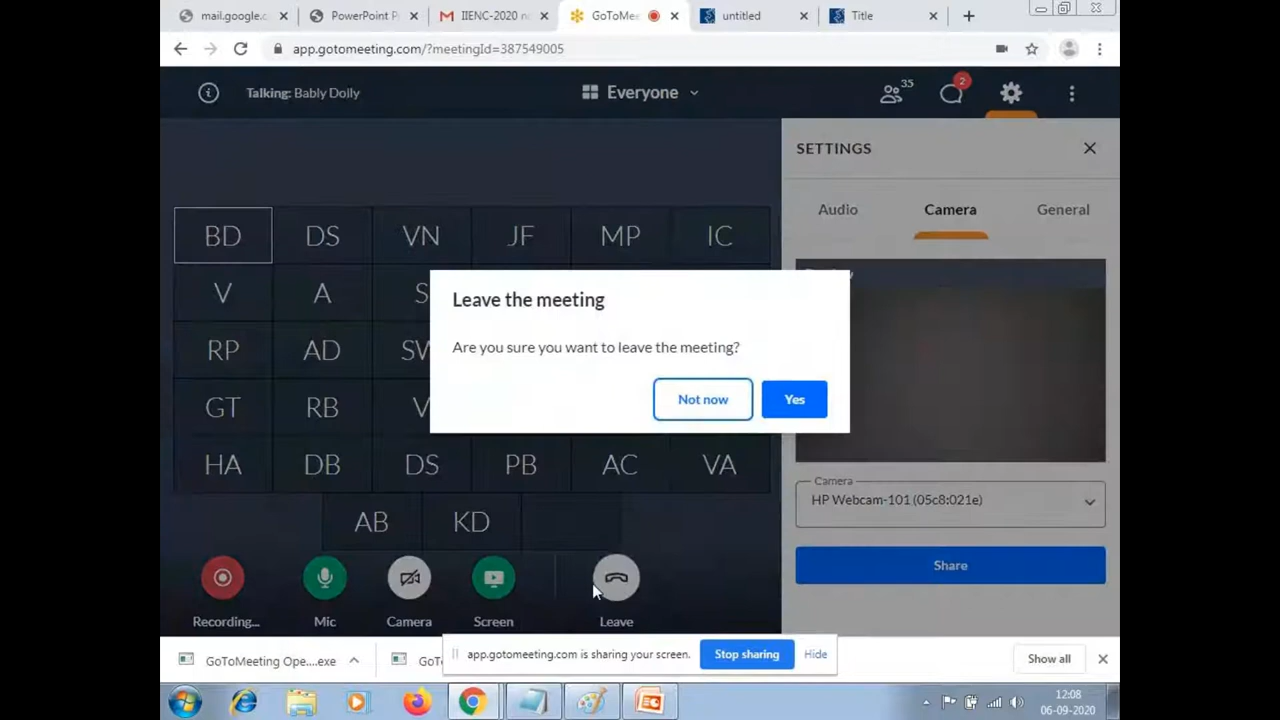 mail.google.c
PowerPoint P
IIENC-2020 n
GoToMee
untitled
Title
app.gotomeeting.com/?meetingId=387549005
Talking: Bably Dolly
Everyone
35
2
SETTINGS
Audio
Camera
General
BD DS VN JF MP IC
V A S
RP AD SW
GT RB V
HA DB DS PB AC VA
AB KD
Leave the meeting
Are you sure you want to leave the meeting?
Not now
Yes
Camera
HP Webcam-101 (05c8:021e)
Share
Recording...
Mic
Camera
Screen
Leave
GoToMeeting Ope....exe
GoT
app.gotomeeting.com is sharing your screen.
Stop sharing
Hide
Show all
12:08
06-09-2020